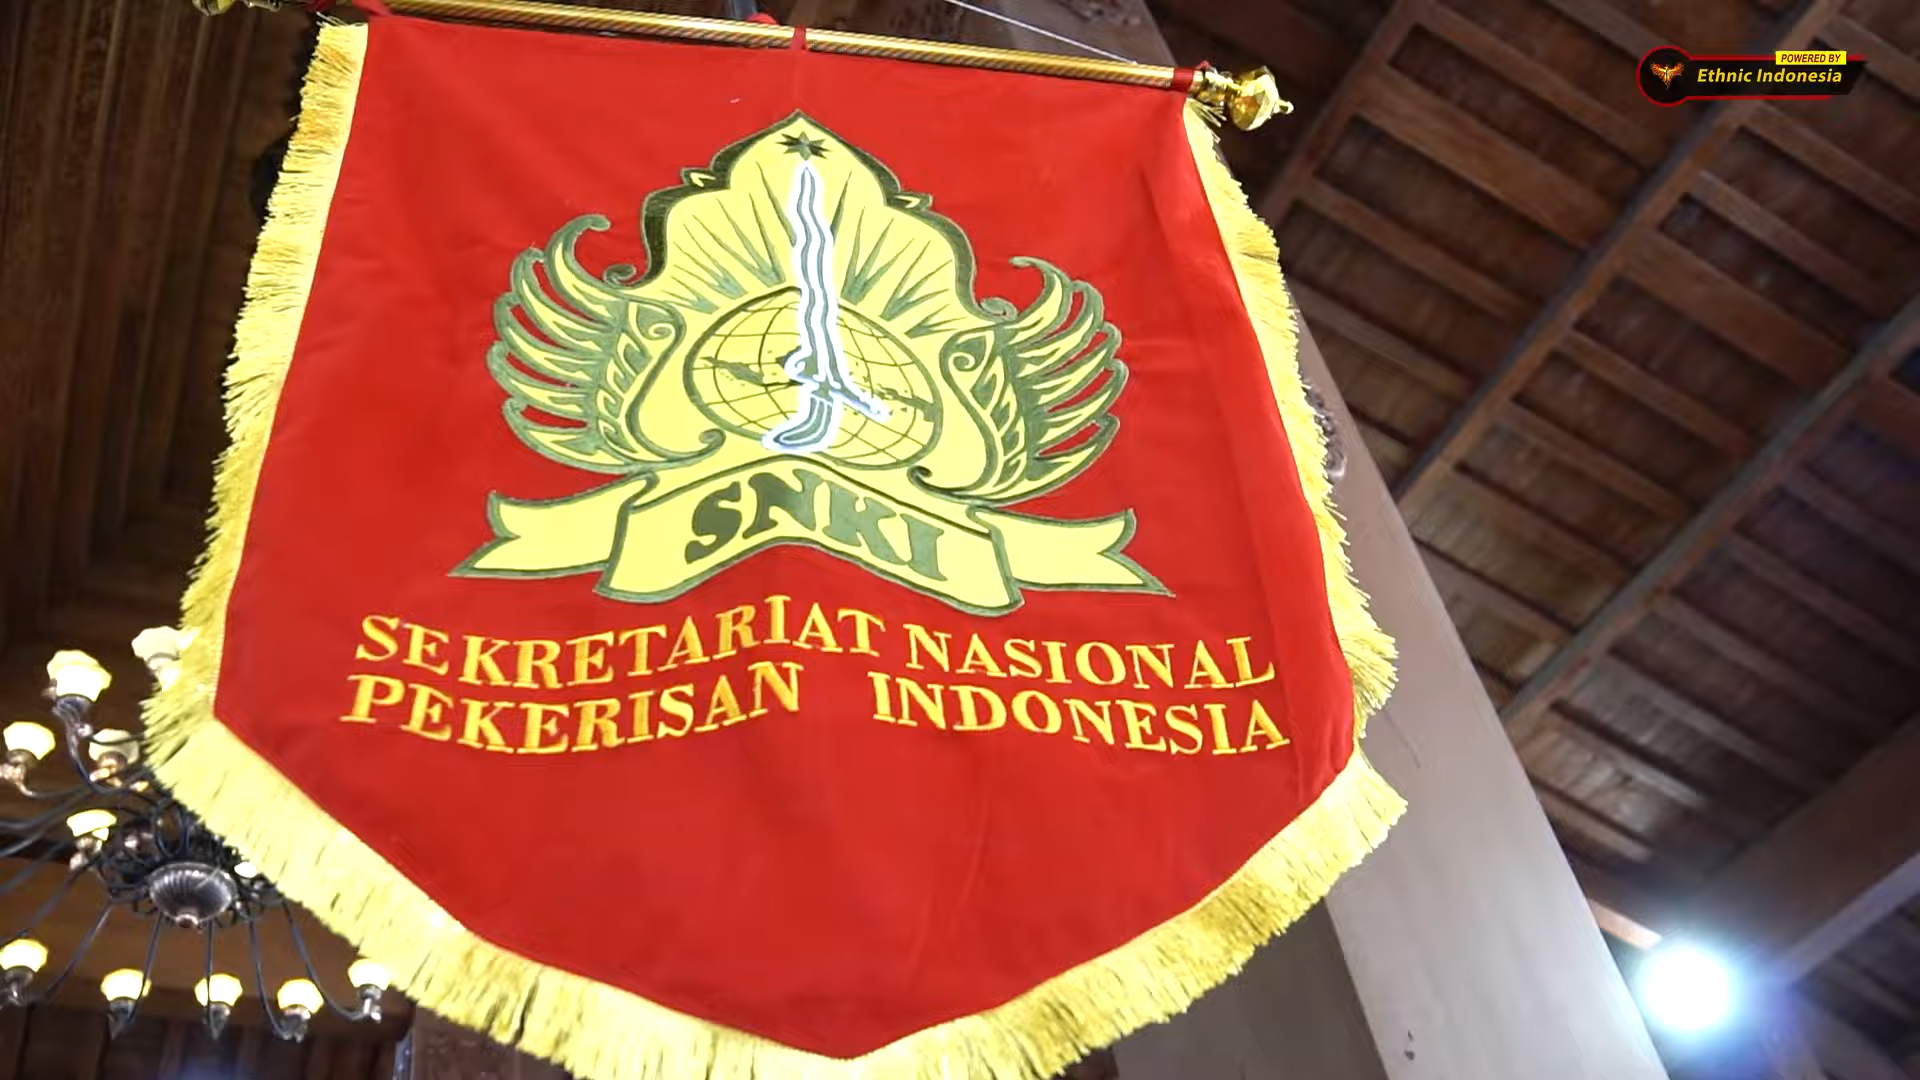 POWERED BY
Ethnic Indonesia
SNKI
SEKRETARIAT NASIONAL
PEKERISAN INDONESIA